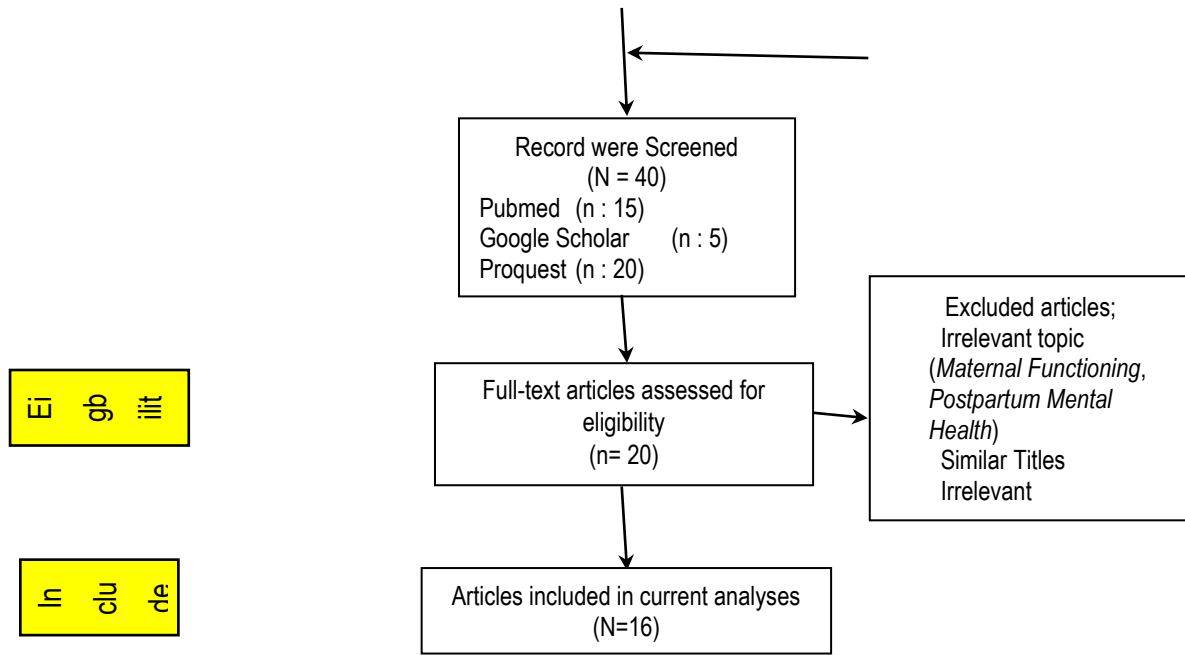 Record were Screened
(N = 40)
Pubmed (n : 15)
Google Scholar (n : 5)
Proquest (n : 20)
Excluded articles;
Irrelevant topic
(Maternal Functioning,
Postpartum Mental
Health)
Similar Titles
Irrelevant
Full-text articles assessed for
eligibility
(n= 20)
Ei
gb
ilit
Articles included in current analyses
(N=16)
In
clu
de